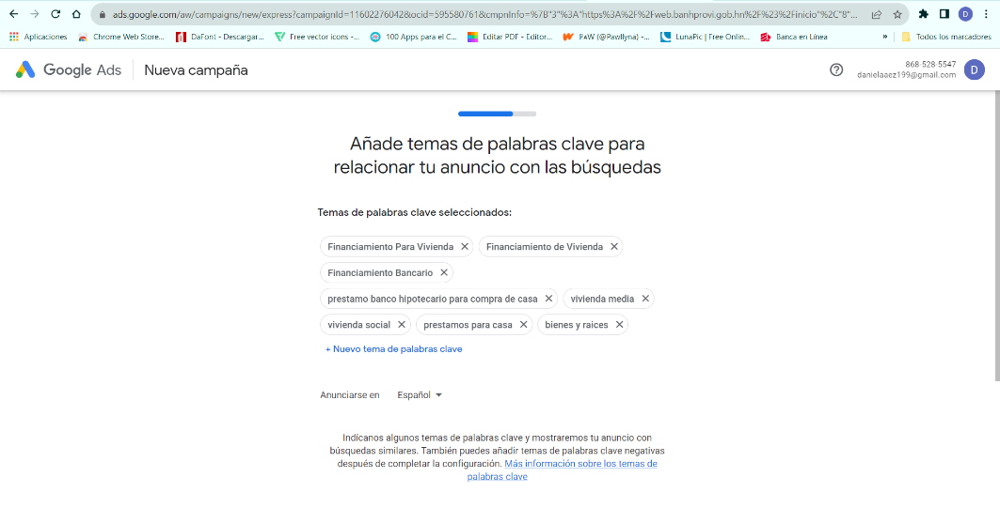 ads.google.com/aw/campaigns/new/express?campaignId=11602276042&ocid=595580761&cmpnInfo=%7B"3"%3A"https%3A%2F%2Fweb.banhprovi.gob.hn%2F%23%2Finicio"%2C"8"...
Aplicaciones Chrome Web Store... DaFont - Descargar... Free vector icons -... 100 Apps para el C... Editar PDF - Editor... PAW (@Pawllyna) -... LunaPic | Free Onlin... Banca en Línea » Todos los marcadores
Google Ads Nueva campaña
868-528-5547
danielaaez199@gmail.com
D
Añade temas de palabras clave para
relacionar tu anuncio con las búsquedas
Temas de palabras clave seleccionados:
Financiamiento Para Vivienda Financiamiento de Vivienda
Financiamiento Bancario
prestamo banco hipotecario para compra de casa vivienda media
vivienda social prestamos para casa bienes y raices
+ Nuevo tema de palabras clave
Anunciarse en Español
Indícanos algunos temas de palabras clave y mostraremos tu anuncio con
búsquedas similares. También puedes añadir temas de palabras clave negativas
después de completar la configuración. Más información sobre los temas de
palabras clave